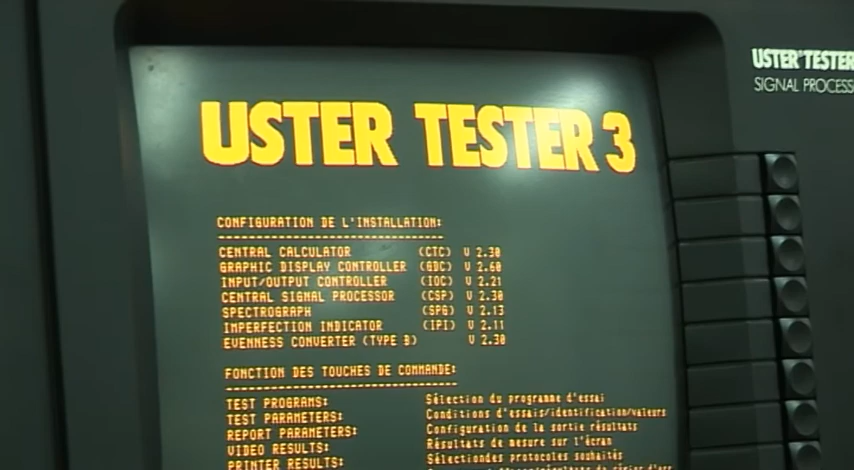 USTER TESTER 3
USTER® TESTER
SIGNAL PROCESS
CONFIGURATION DE L'INSTALLATION:
CENTRAL CALCULATOR (CTC) V 2.30
GRAPHIC DISPLAY CONTROLLER (GDC) V 2.60
INPUT/OUTPUT CONTROLLER (IOC) V 2.21
CENTRAL SIGNAL PROCESSOR (CSP) V 2.30
SPECTROGRAPH (SPG) V 2.13
IMPERFECTION INDICATOR (IPI) V 2.11
EVENNESS CONVERTER (TYPE B) V 2.30
FONCTION DES TOUCHES DE COMMANDE:
TEST PROGRAMS: Sélection du programme d'essai
TEST PARAMETERS: Conditions d'essais/identification/valeurs
REPORT PARAMETERS: Configuration de la sortie résultats
VIDEO RESULTS: Résultats de mesure sur l'écran
PRINTER RESULTS: Sélectiondes protocoles souhaités